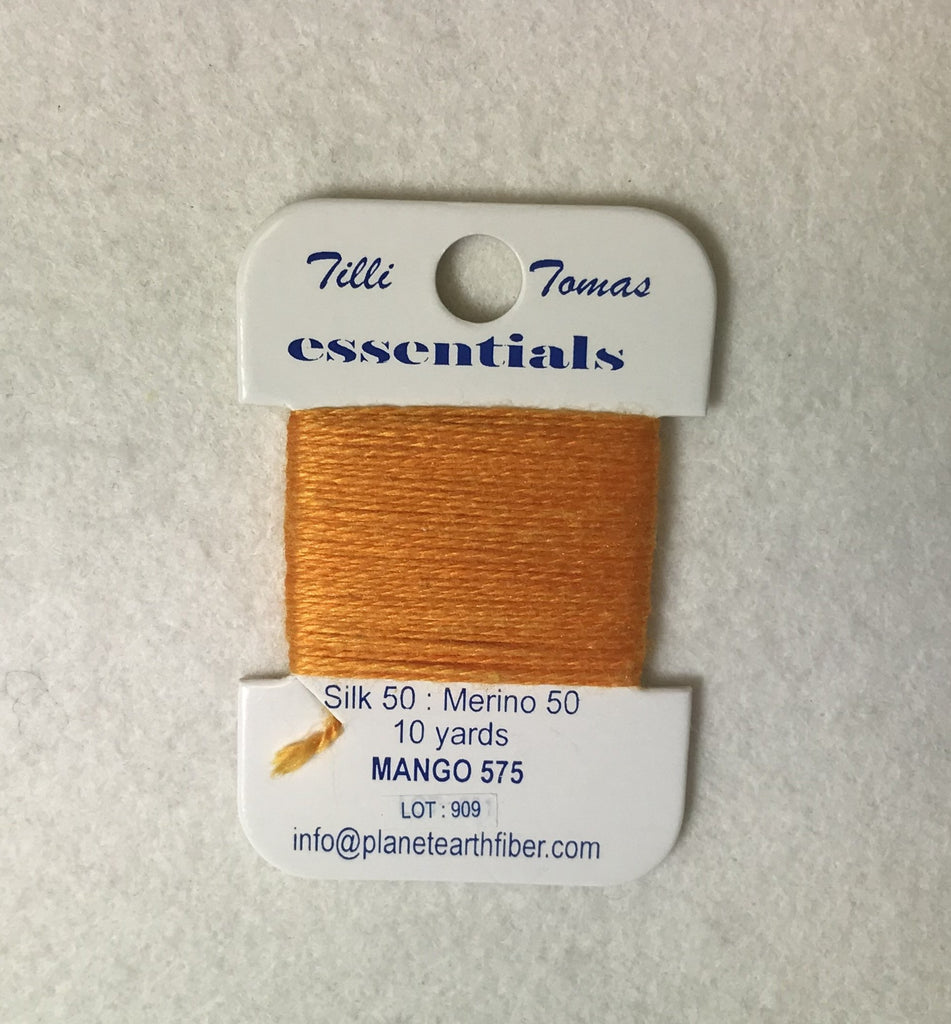 Tilli Tomas
essentials
Silk 50 : Merino 50
10 yards
MANGO 575
LOT : 909
info@planetearthfiber.com